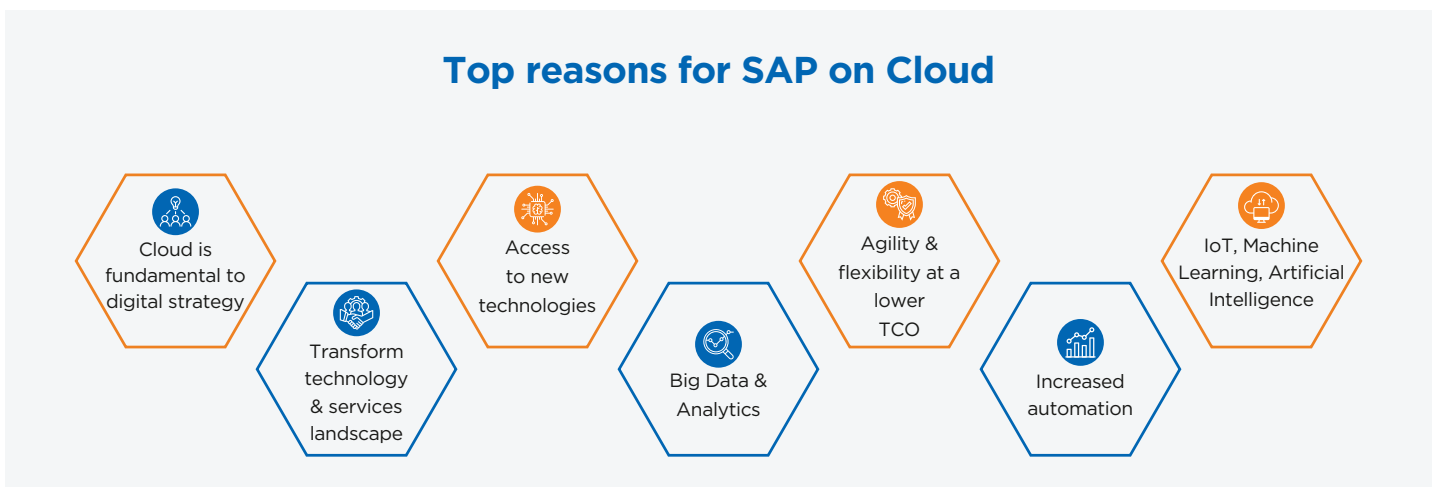 Top reasons for SAP on Cloud
Cloud is
fundamental to
digital strategy
Transform
technology
& services
landscape
Access
to new
technologies
Big Data &
Analytics
Agility &
flexibility at a
lower
TCO
Increased
automation
IoT, Machine
Learning, Artificial
Intelligence